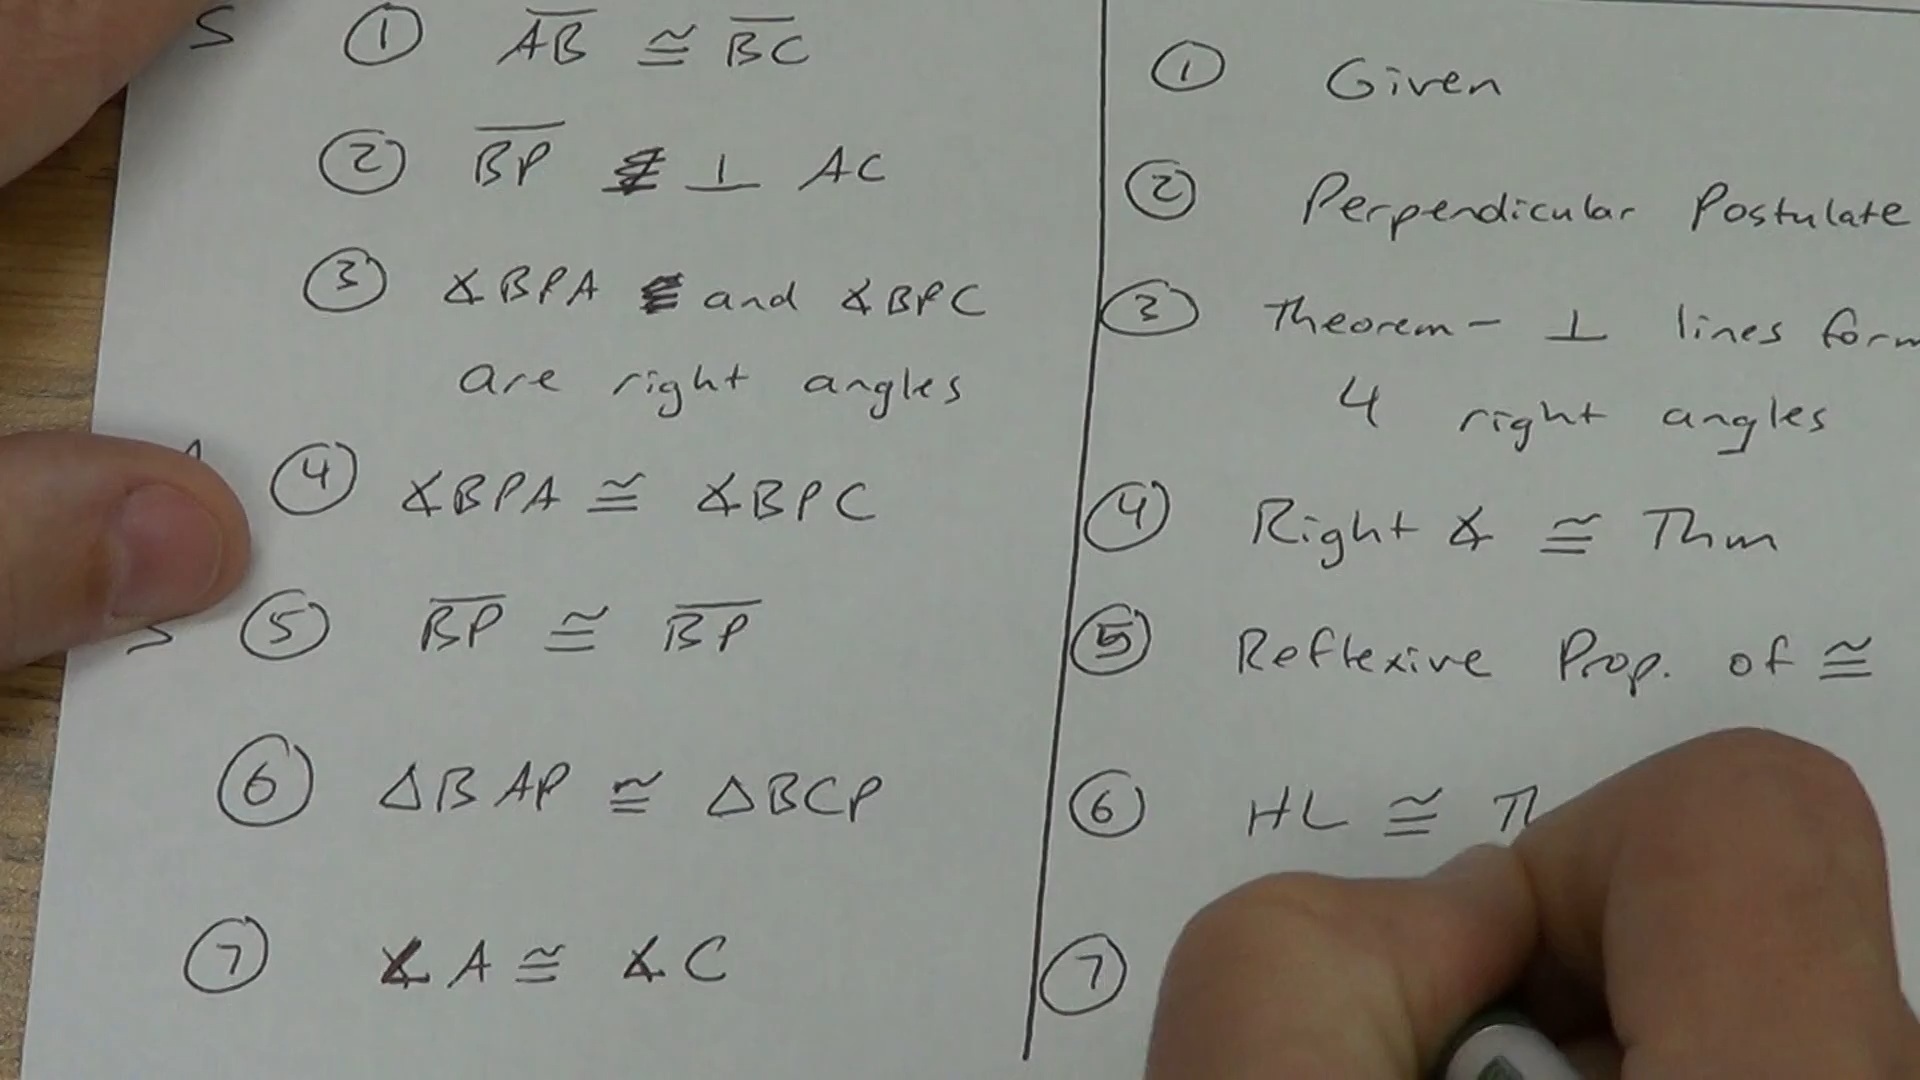 S ① AB ≅ BC
① Given
② BP ⊥ AC
② Perpendicular Postulate
③ ∡BPA and ∡BPC
are right angles
③ Theorem - ⊥ lines form
4 right angles
④ ∡BPA ≅ ∡BPC
④ Right ∡ ≅ Thm
S ⑤ BP ≅ BP
⑤ Reflexive Prop. of ≅
⑥ △BAP ≅ △BCP
⑥ HL ≅
⑦ ∡A ≅ ∡C
⑦